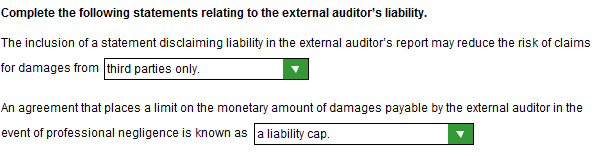 Complete the following statements relating to the external auditor's liability.
The inclusion of a statement disclaiming liability in the external auditor's report may reduce the risk of claims
for damages from third parties only.
An agreement that places a limit on the monetary amount of damages payable by the external auditor in the
event of professional negligence is known as a liability cap.